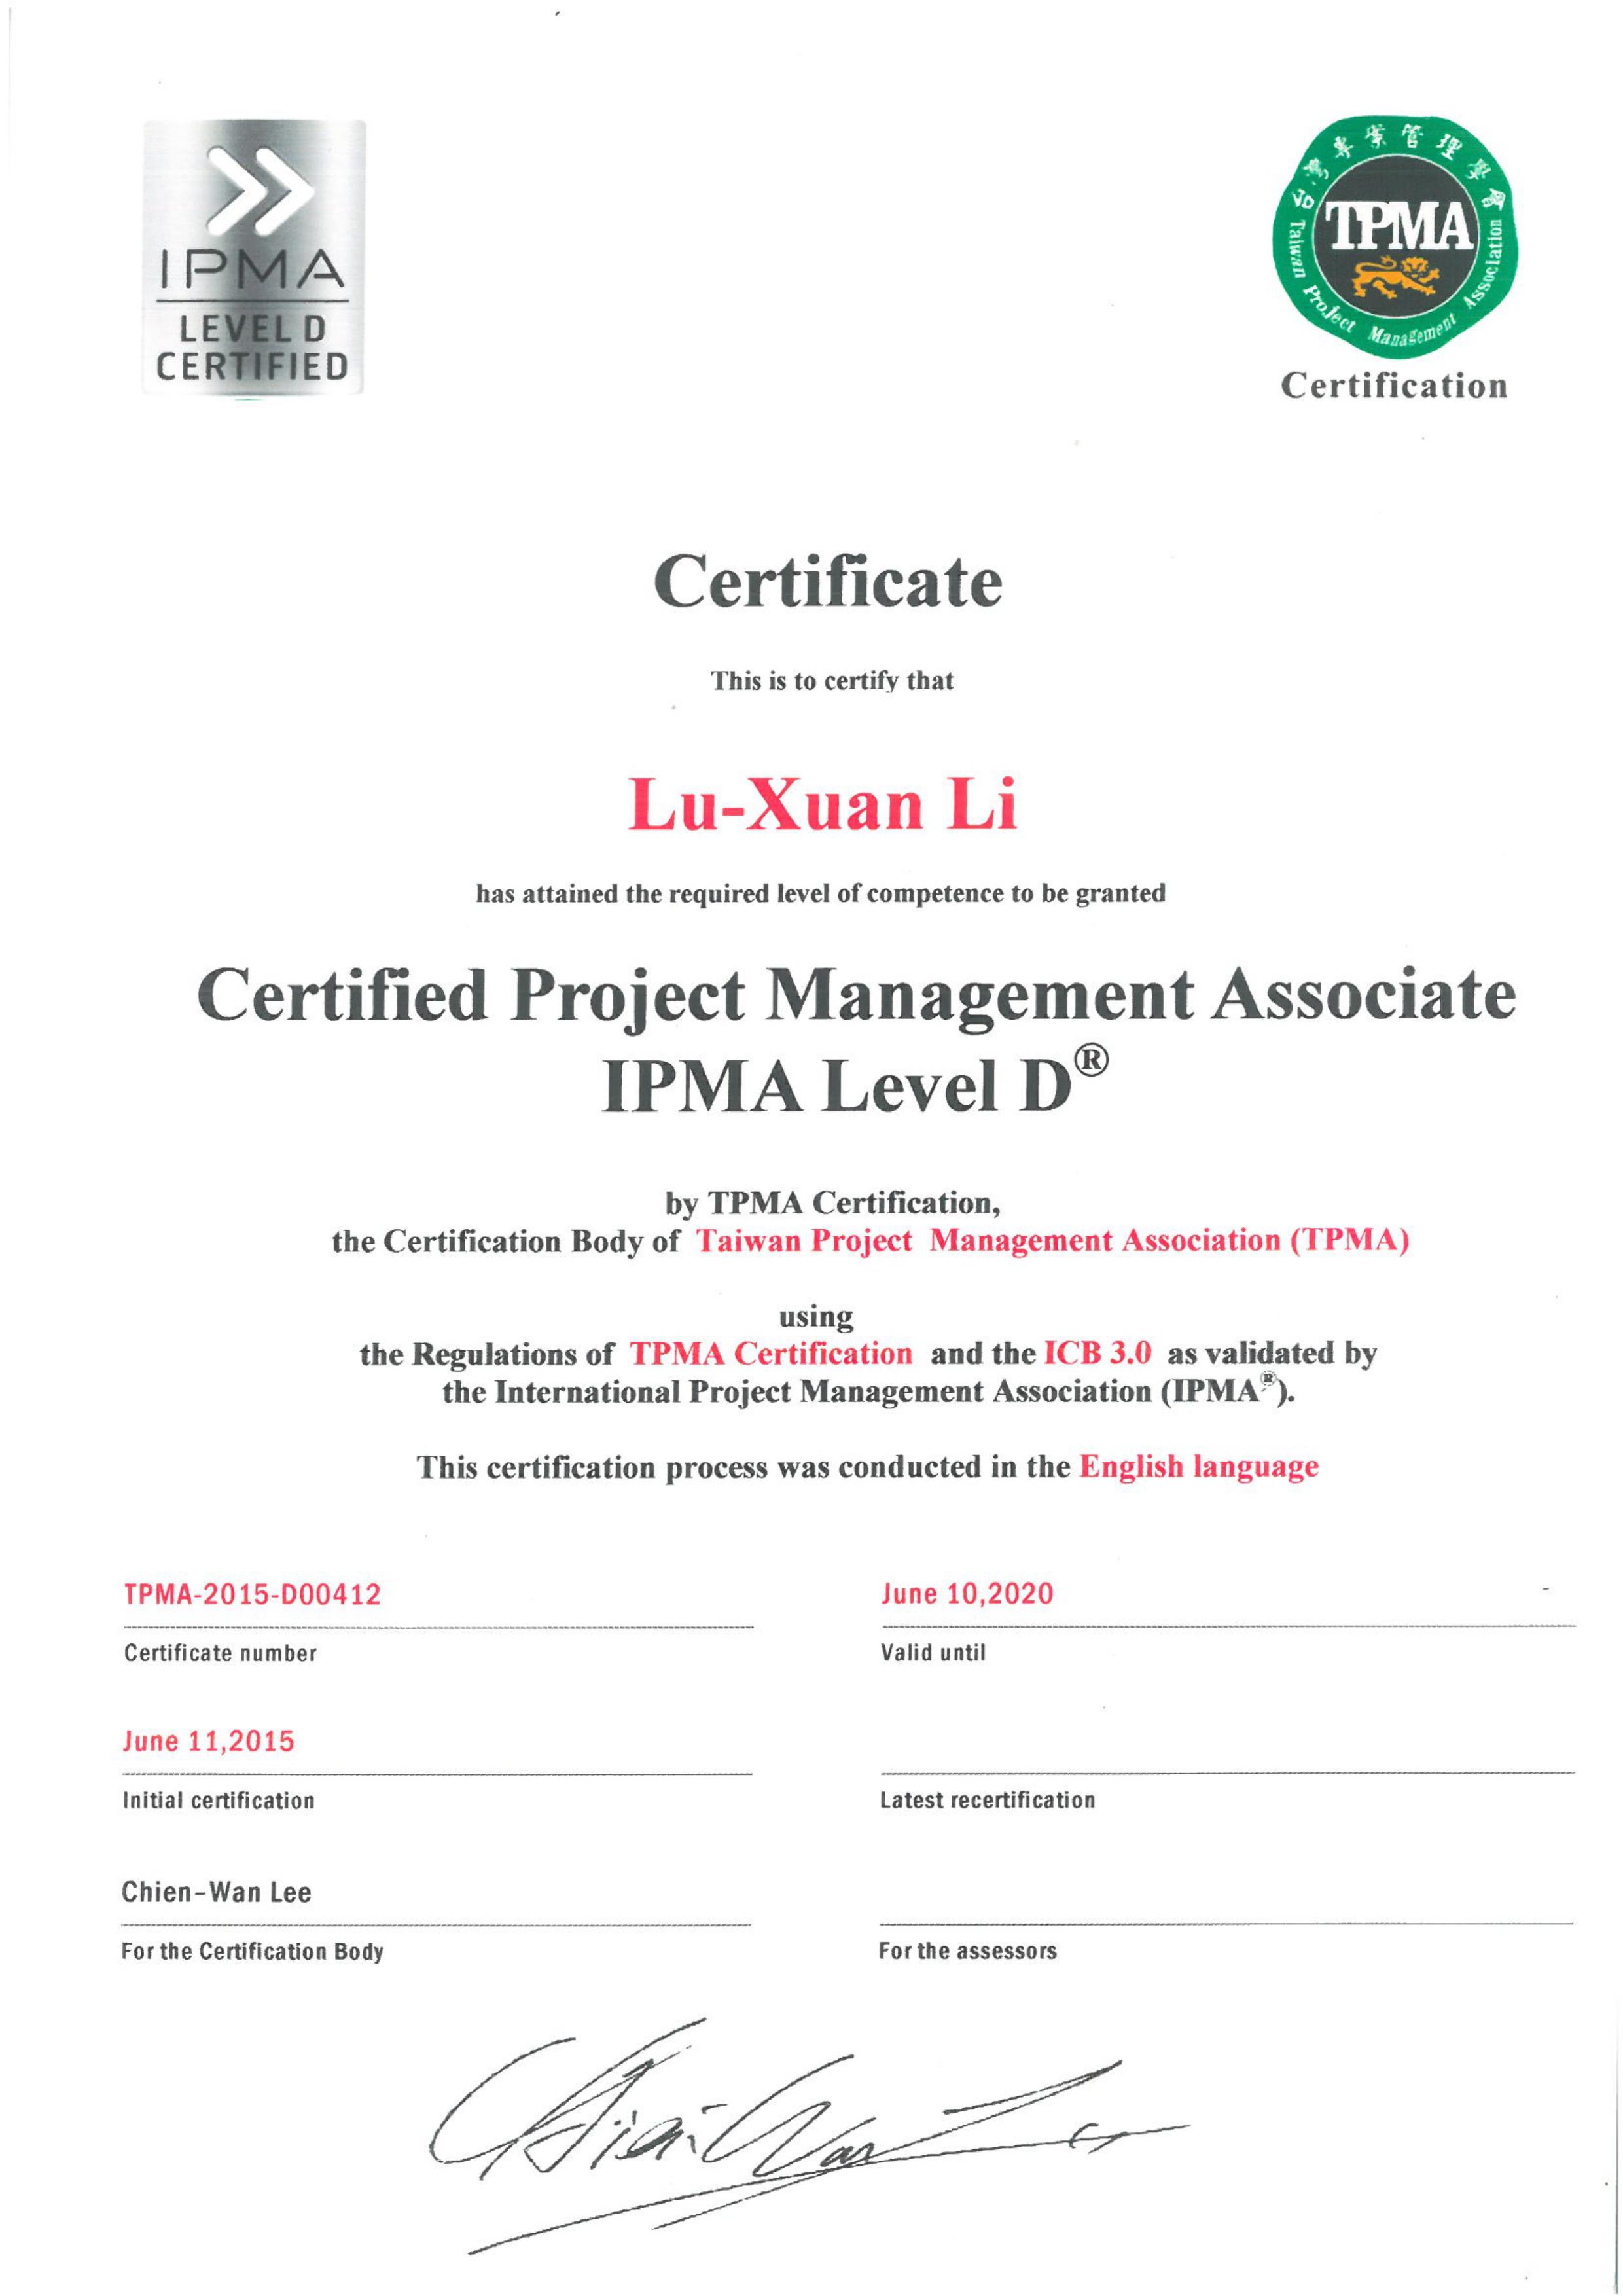 IPMA
LEVEL D
CERTIFIED
台灣專案管理學會
TPMA
Taiwan Project Management Association
Certification
Certificate
This is to certify that
Lu-Xuan Li
has attained the required level of competence to be granted
Certified Project Management Associate
IPMA Level D®
by TPMA Certification,
the Certification Body of Taiwan Project Management Association (TPMA)
using
the Regulations of TPMA Certification and the ICB 3.0 as validated by
the International Project Management Association (IPMA®).
This certification process was conducted in the English language
TPMA-2015-D00412
June 10,2020
Certificate number
Valid until
June 11,2015
Initial certification
Latest recertification
Chien-Wan Lee
For the Certification Body
For the assessors
Chien Wan Lee